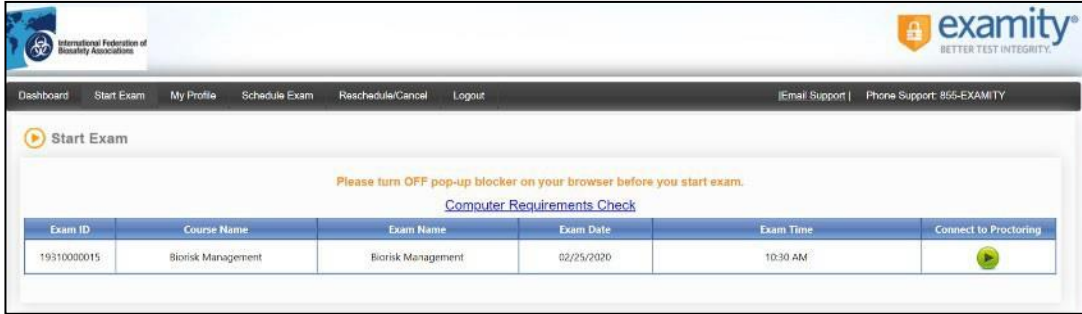 International Federation of
Biosafety Associations
examity®
BETTER TEST INTEGRITY.
Dashboard Start Exam My Profile Schedule Exam Reschedule/Cancel Logout |Email Support | Phone Support: 855-EXAMITY
Start Exam
Please turn OFF pop-up blocker on your browser before you start exam.
Computer Requirements Check
Exam ID Course Name Exam Name Exam Date Exam Time Connect to Proctoring
19310000015 Biorisk Management Biorisk Management 02/25/2020 10:30 AM